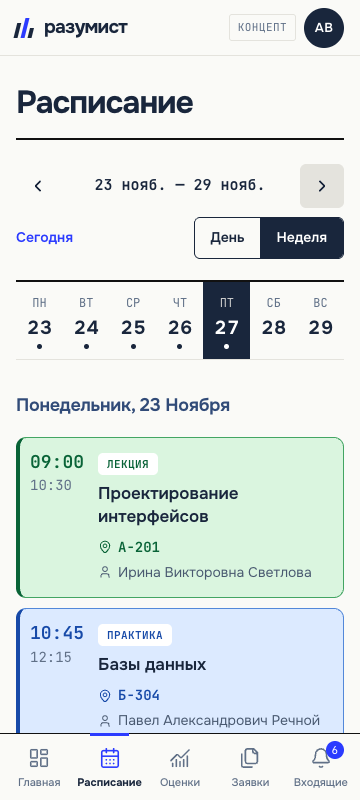 разумист
КОНЦЕПТ
АВ
Расписание
23 нояб. — 29 нояб.
Сегодня
День
Неделя
ПН ВТ СР ЧТ ПТ СБ ВС
23 24 25 26 27 28 29
Понедельник, 23 Ноября
09:00
ЛЕКЦИЯ
10:30
Проектирование
интерфейсов
А-201
Ирина Викторовна Светлова
10:45
ПРАКТИКА
12:15
Базы данных
Б-304
Павел Александрович Речной
6
Главная
Расписание
Оценки
Заявки
Входящие